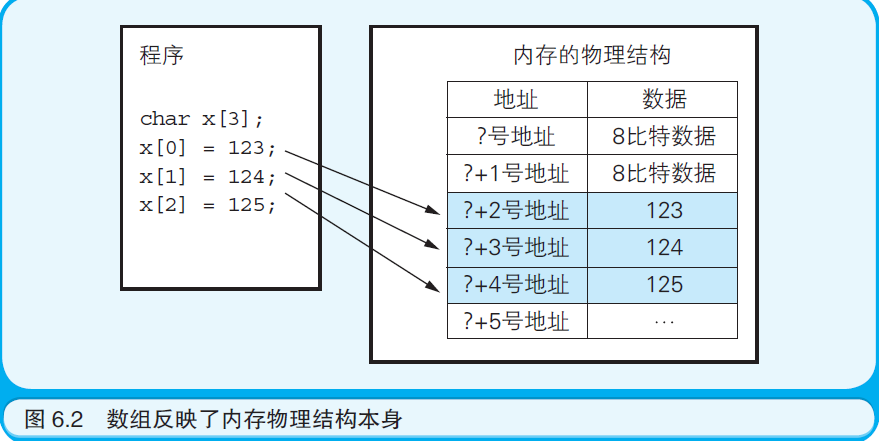 程序
char x[3];
x[0] = 123;
x[1] = 124;
x[2] = 125;
内存的物理结构
地址 数据
?号地址 8比特数据
?+1号地址 8比特数据
?+2号地址 123
?+3号地址 124
?+4号地址 125
?+5号地址 …
图 6.2 数组反映了内存物理结构本身